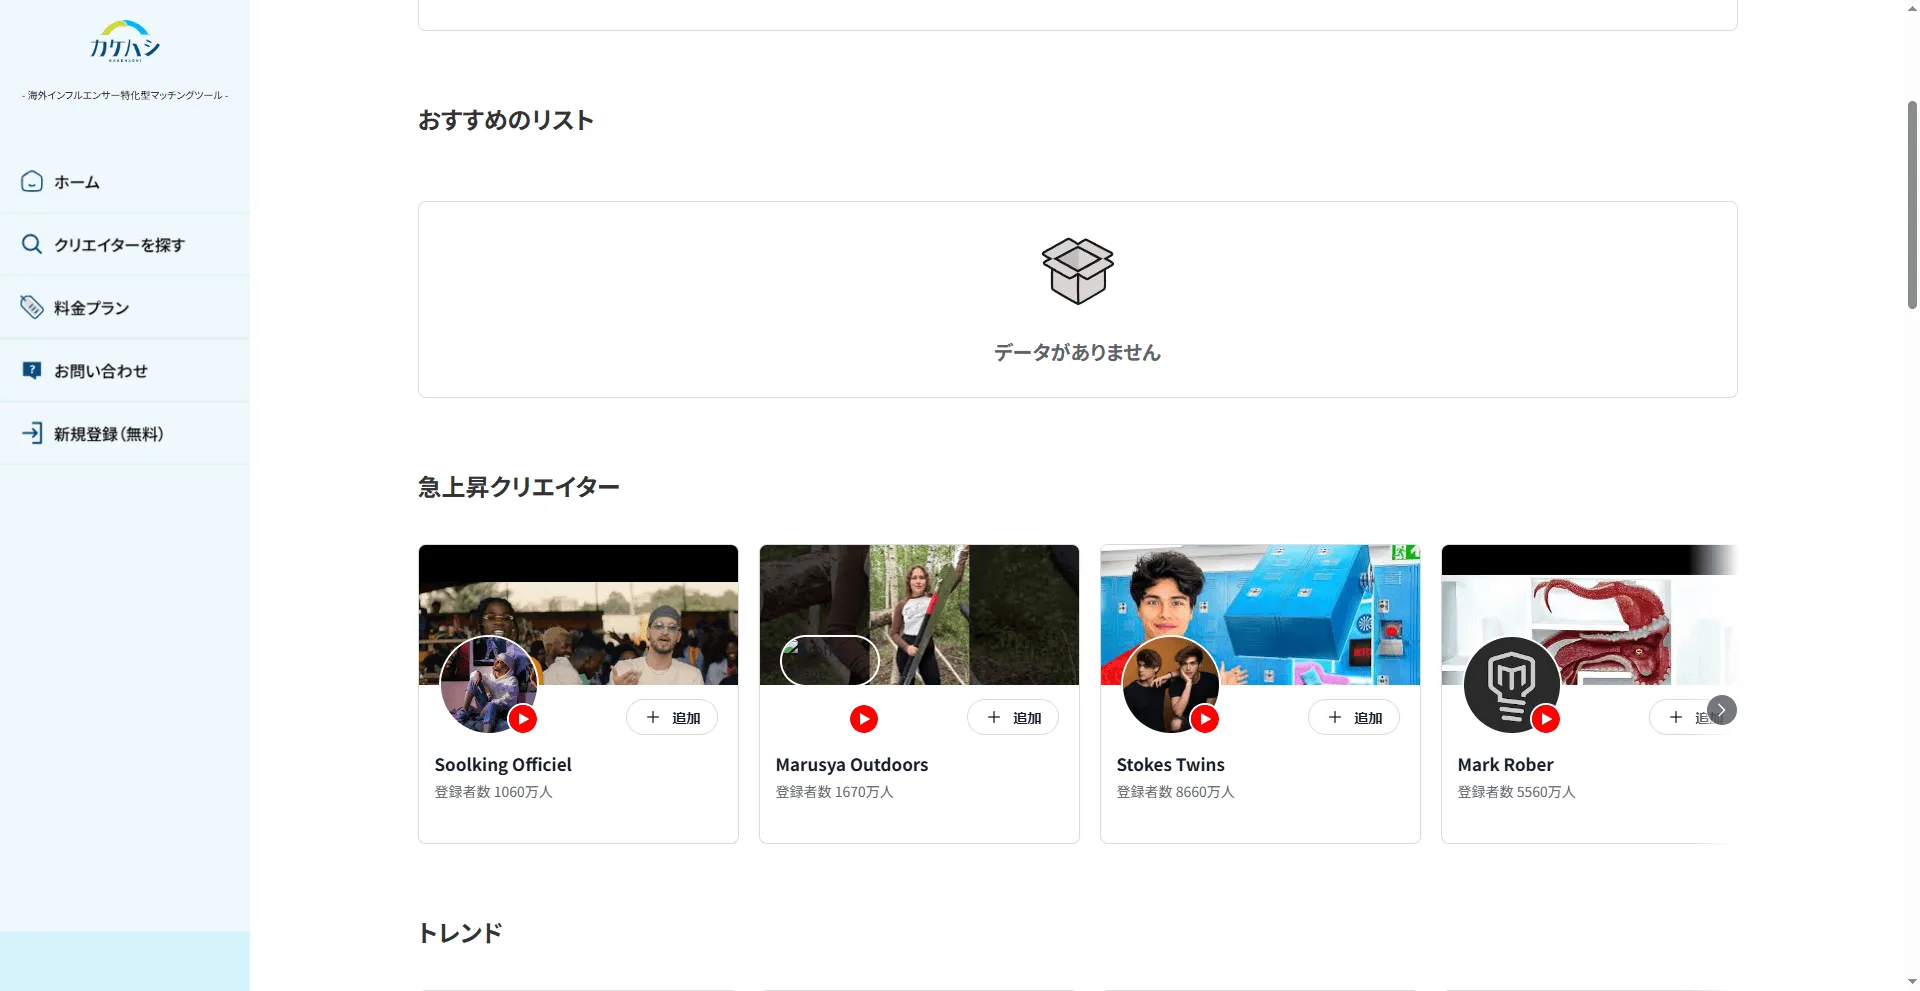 カケハシ
KAKEHASHI
- 海外インフルエンサー特化型マッチングツール -
ホーム
クリエイターを探す
料金プラン
お問い合わせ
新規登録（無料）
おすすめのリスト
データがありません
急上昇クリエイター
追加
Soolking Officiel
登録者数 1060万人
追加
Marusya Outdoors
登録者数 1670万人
追加
Stokes Twins
登録者数 8660万人
追加
Mark Rober
登録者数 5560万人
トレンド